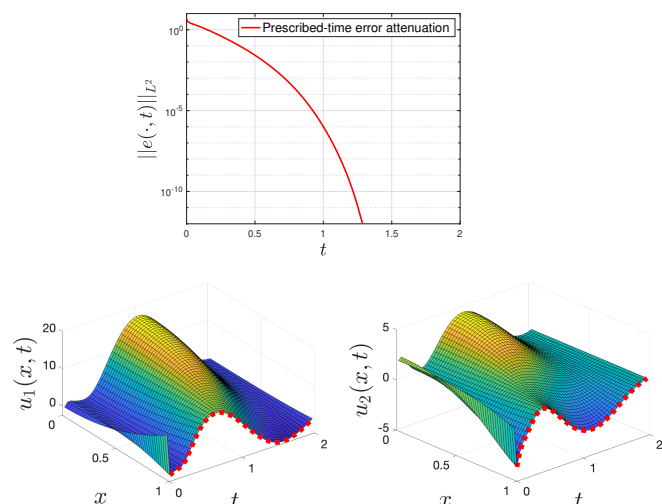 Prescribed-time error attenuation
10^0
10^-5
10^-10
||e(·, t)||_{L^2}
0 0.5 1 1.5 2
t
20
10
0
u_1(x, t)
0
0.5
1
x
0
1
2
t
5
0
-5
u_2(x, t)
0
0.5
1
x
0
1
2
t